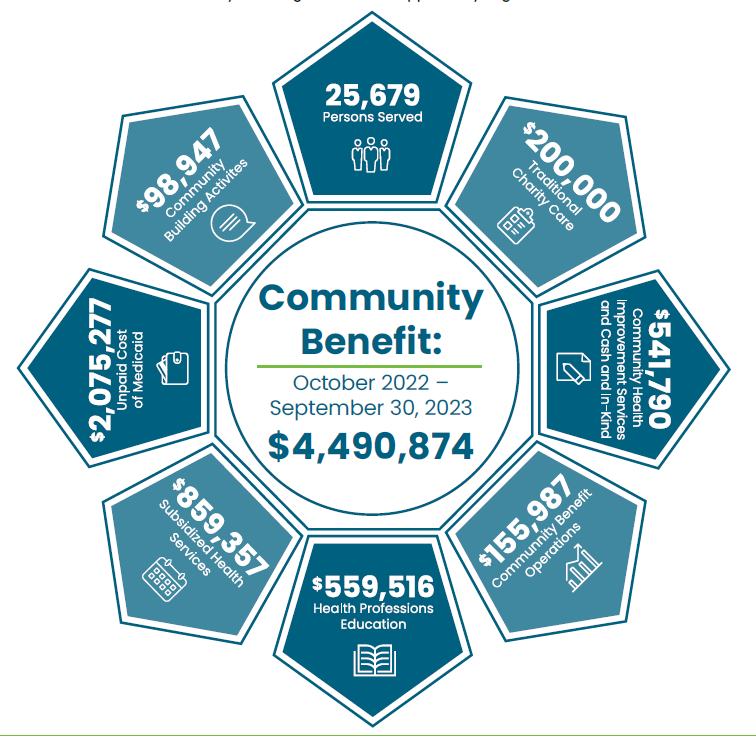 25,679
Persons Served
$200,000
Traditional
Charity Care
$541,790
Community Health
Improvement Services
and Cash and In-Kind
$155,987
Communnity Benefit
Operations
$559,516
Health Professions
Education
$859,357
Subsidized Health
Services
$2,075,277
Unpaid Cost
of Medicaid
$98,947
Community
Building Activites
Community
Benefit:
October 2022 –
September 30, 2023
$4,490,874